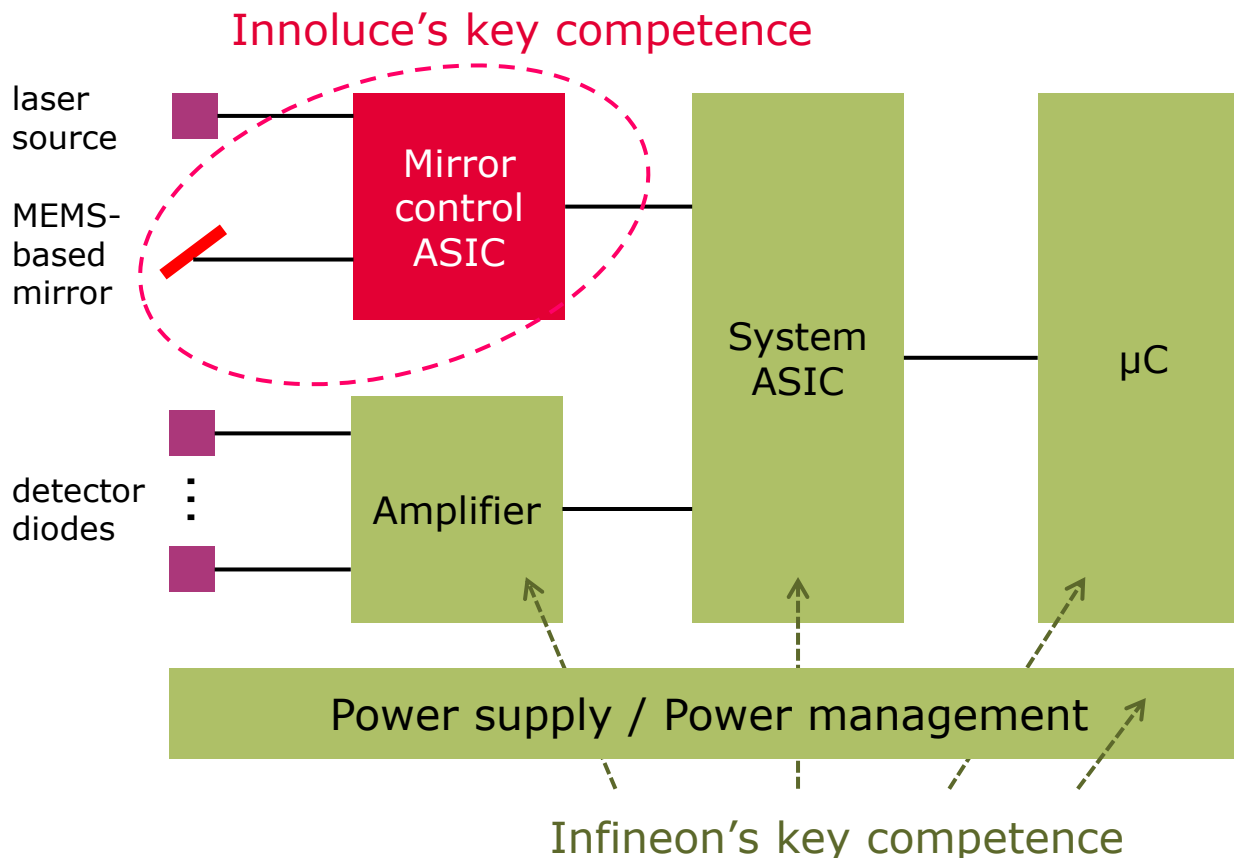 Innoluce’s key competence
laser
source
MEMS-
based
mirror
Mirror
control
ASIC
System
ASIC
µC
detector
diodes
Amplifier
Power supply / Power management
Infineon’s key competence